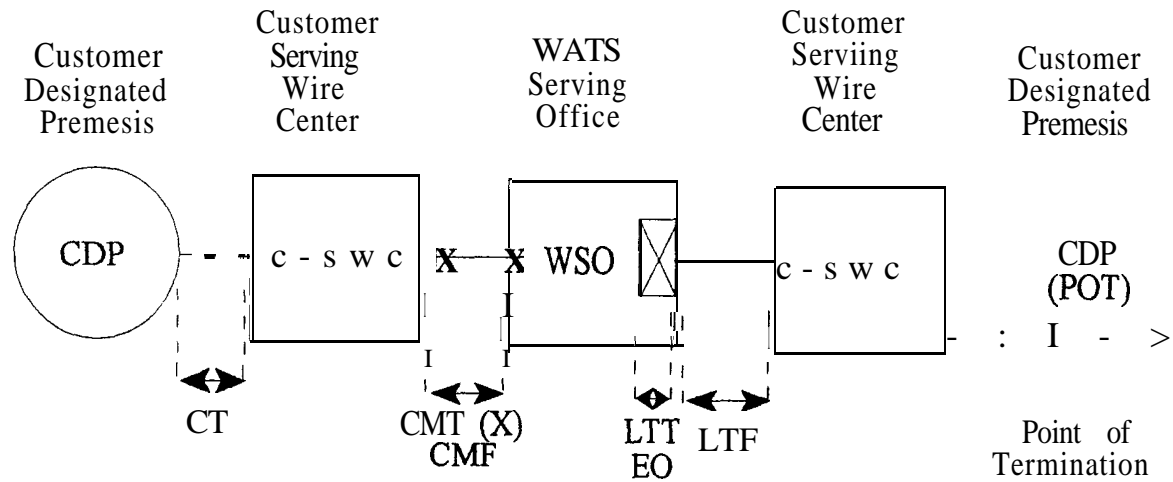 Customer
Designated
Premesis
Customer
Serving
Wire
Center
WATS
Serving
Office
Customer
Serviing
Wire
Center
Customer
Designated
Premesis
CDP
c - s w c
X
X
WSO
c - s w c
CDP
(POT)
I
I
I
I
- : I - >
CT
CMT (X)
CMF
LTT
EO
LTF
Point of
Termination